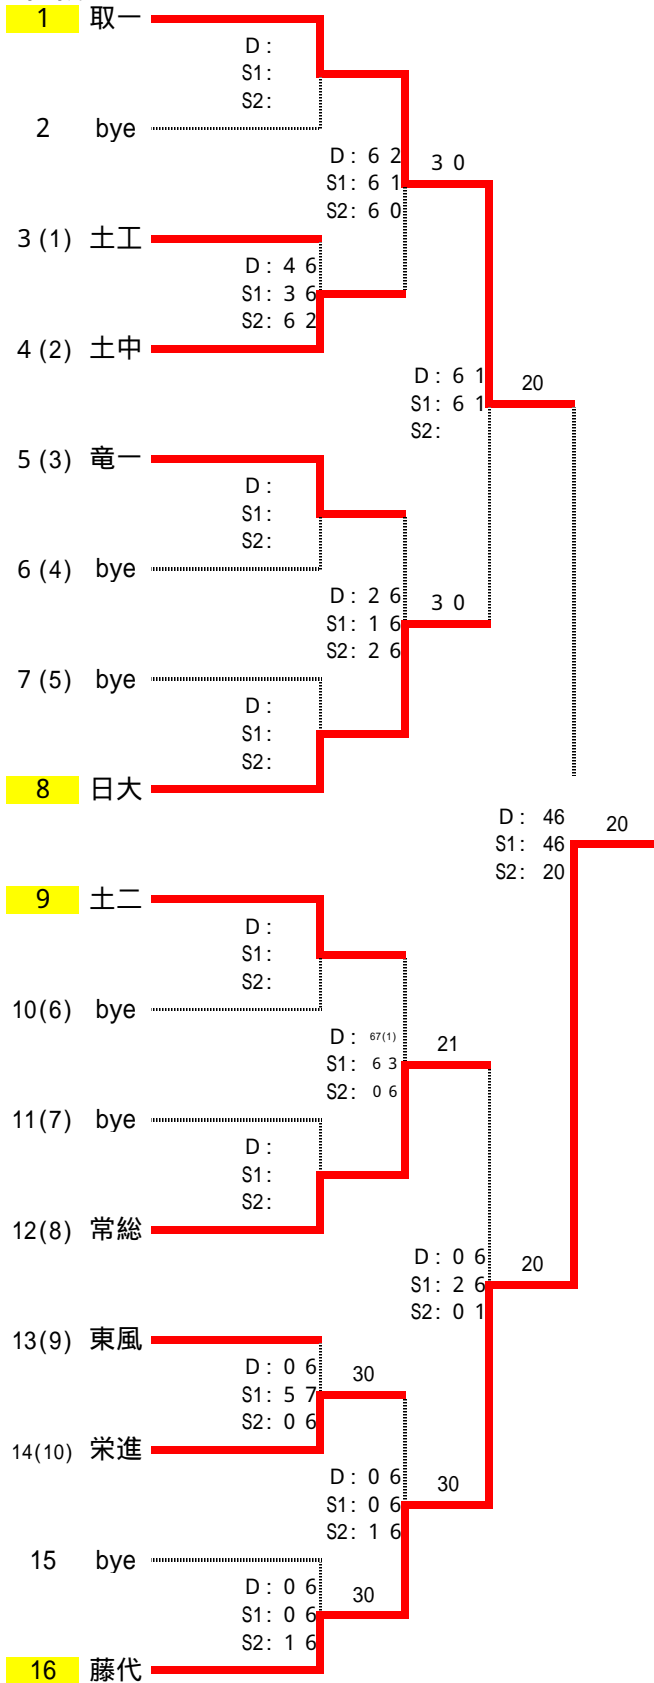 1 取一
D :
S1:
S2:
2 bye
D : 6 2
S1: 6 1
S2: 6 0
3 0
3 (1) 土工
D : 4 6
S1: 3 6
S2: 6 2
4 (2) 土中
D : 6 1
S1: 6 1
S2:
20
5 (3) 竜一
D :
S1:
S2:
6 (4) bye
D : 2 6
S1: 1 6
S2: 2 6
3 0
7 (5) bye
D :
S1:
S2:
8 日大
D : 46
S1: 46
S2: 20
20
9 土二
D :
S1:
S2:
10(6) bye
D : 67(1)
S1: 6 3
S2: 0 6
21
11(7) bye
D :
S1:
S2:
12(8) 常総
D : 0 6
S1: 2 6
S2: 0 1
20
13(9) 東風
D : 0 6
S1: 5 7
S2: 0 6
30
14(10) 栄進
D : 0 6
S1: 0 6
S2: 1 6
30
15 bye
D : 0 6
S1: 0 6
S2: 1 6
30
16 藤代